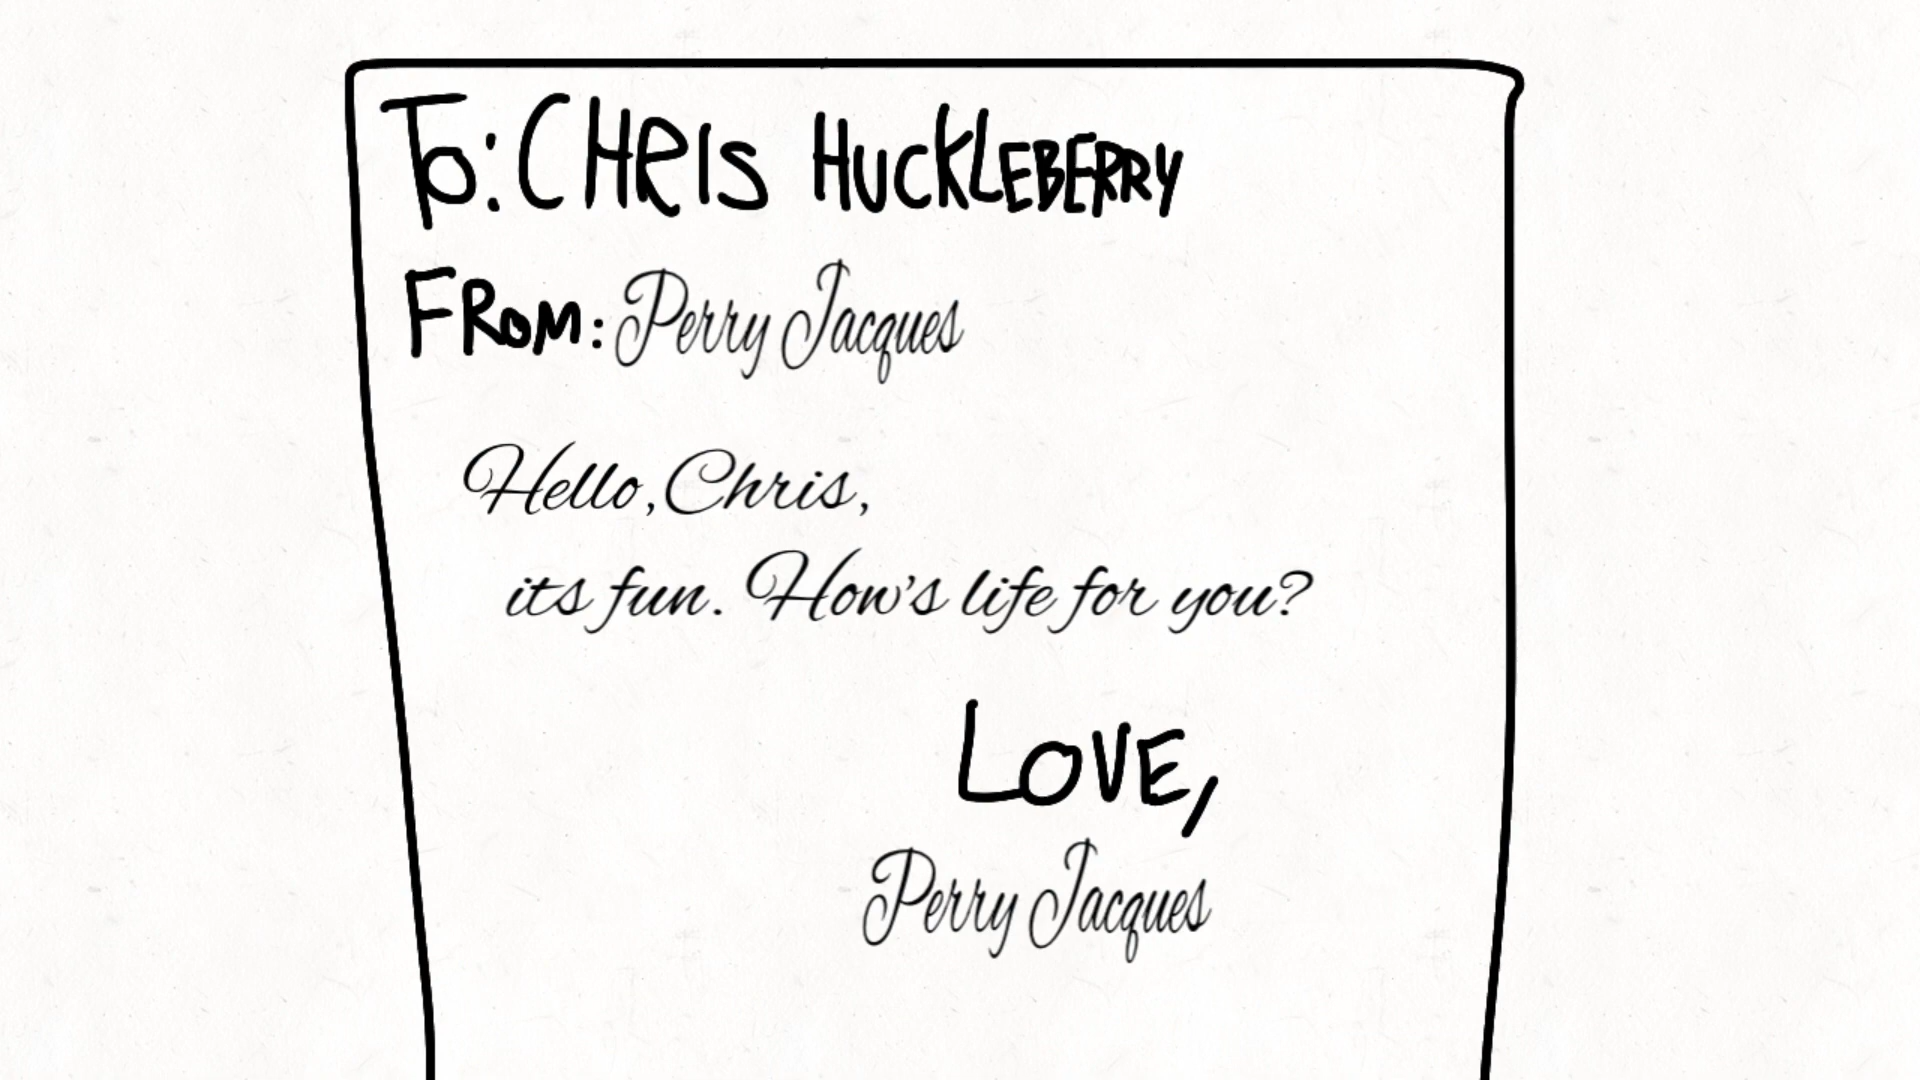 To: CHRIS HUCKLEBERRY
FROM: Perry Jacques
Hello, Chris,
its fun. How's life for you?
LOVE,
Perry Jacques